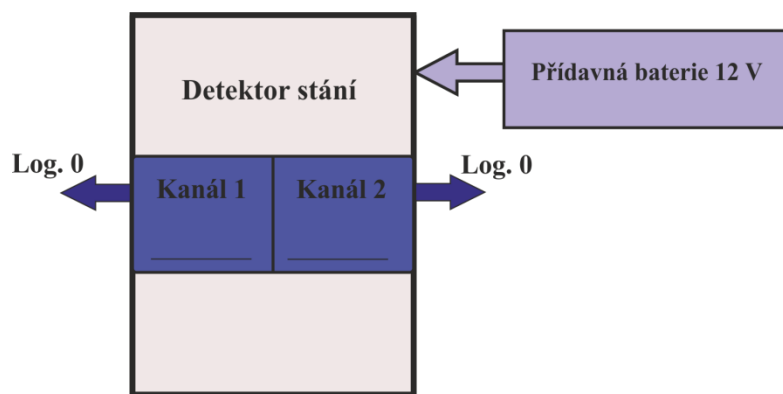 Detektor stání
Přídavná baterie 12 V
Log. 0
Kanál 1
Kanál 2
Log. 0